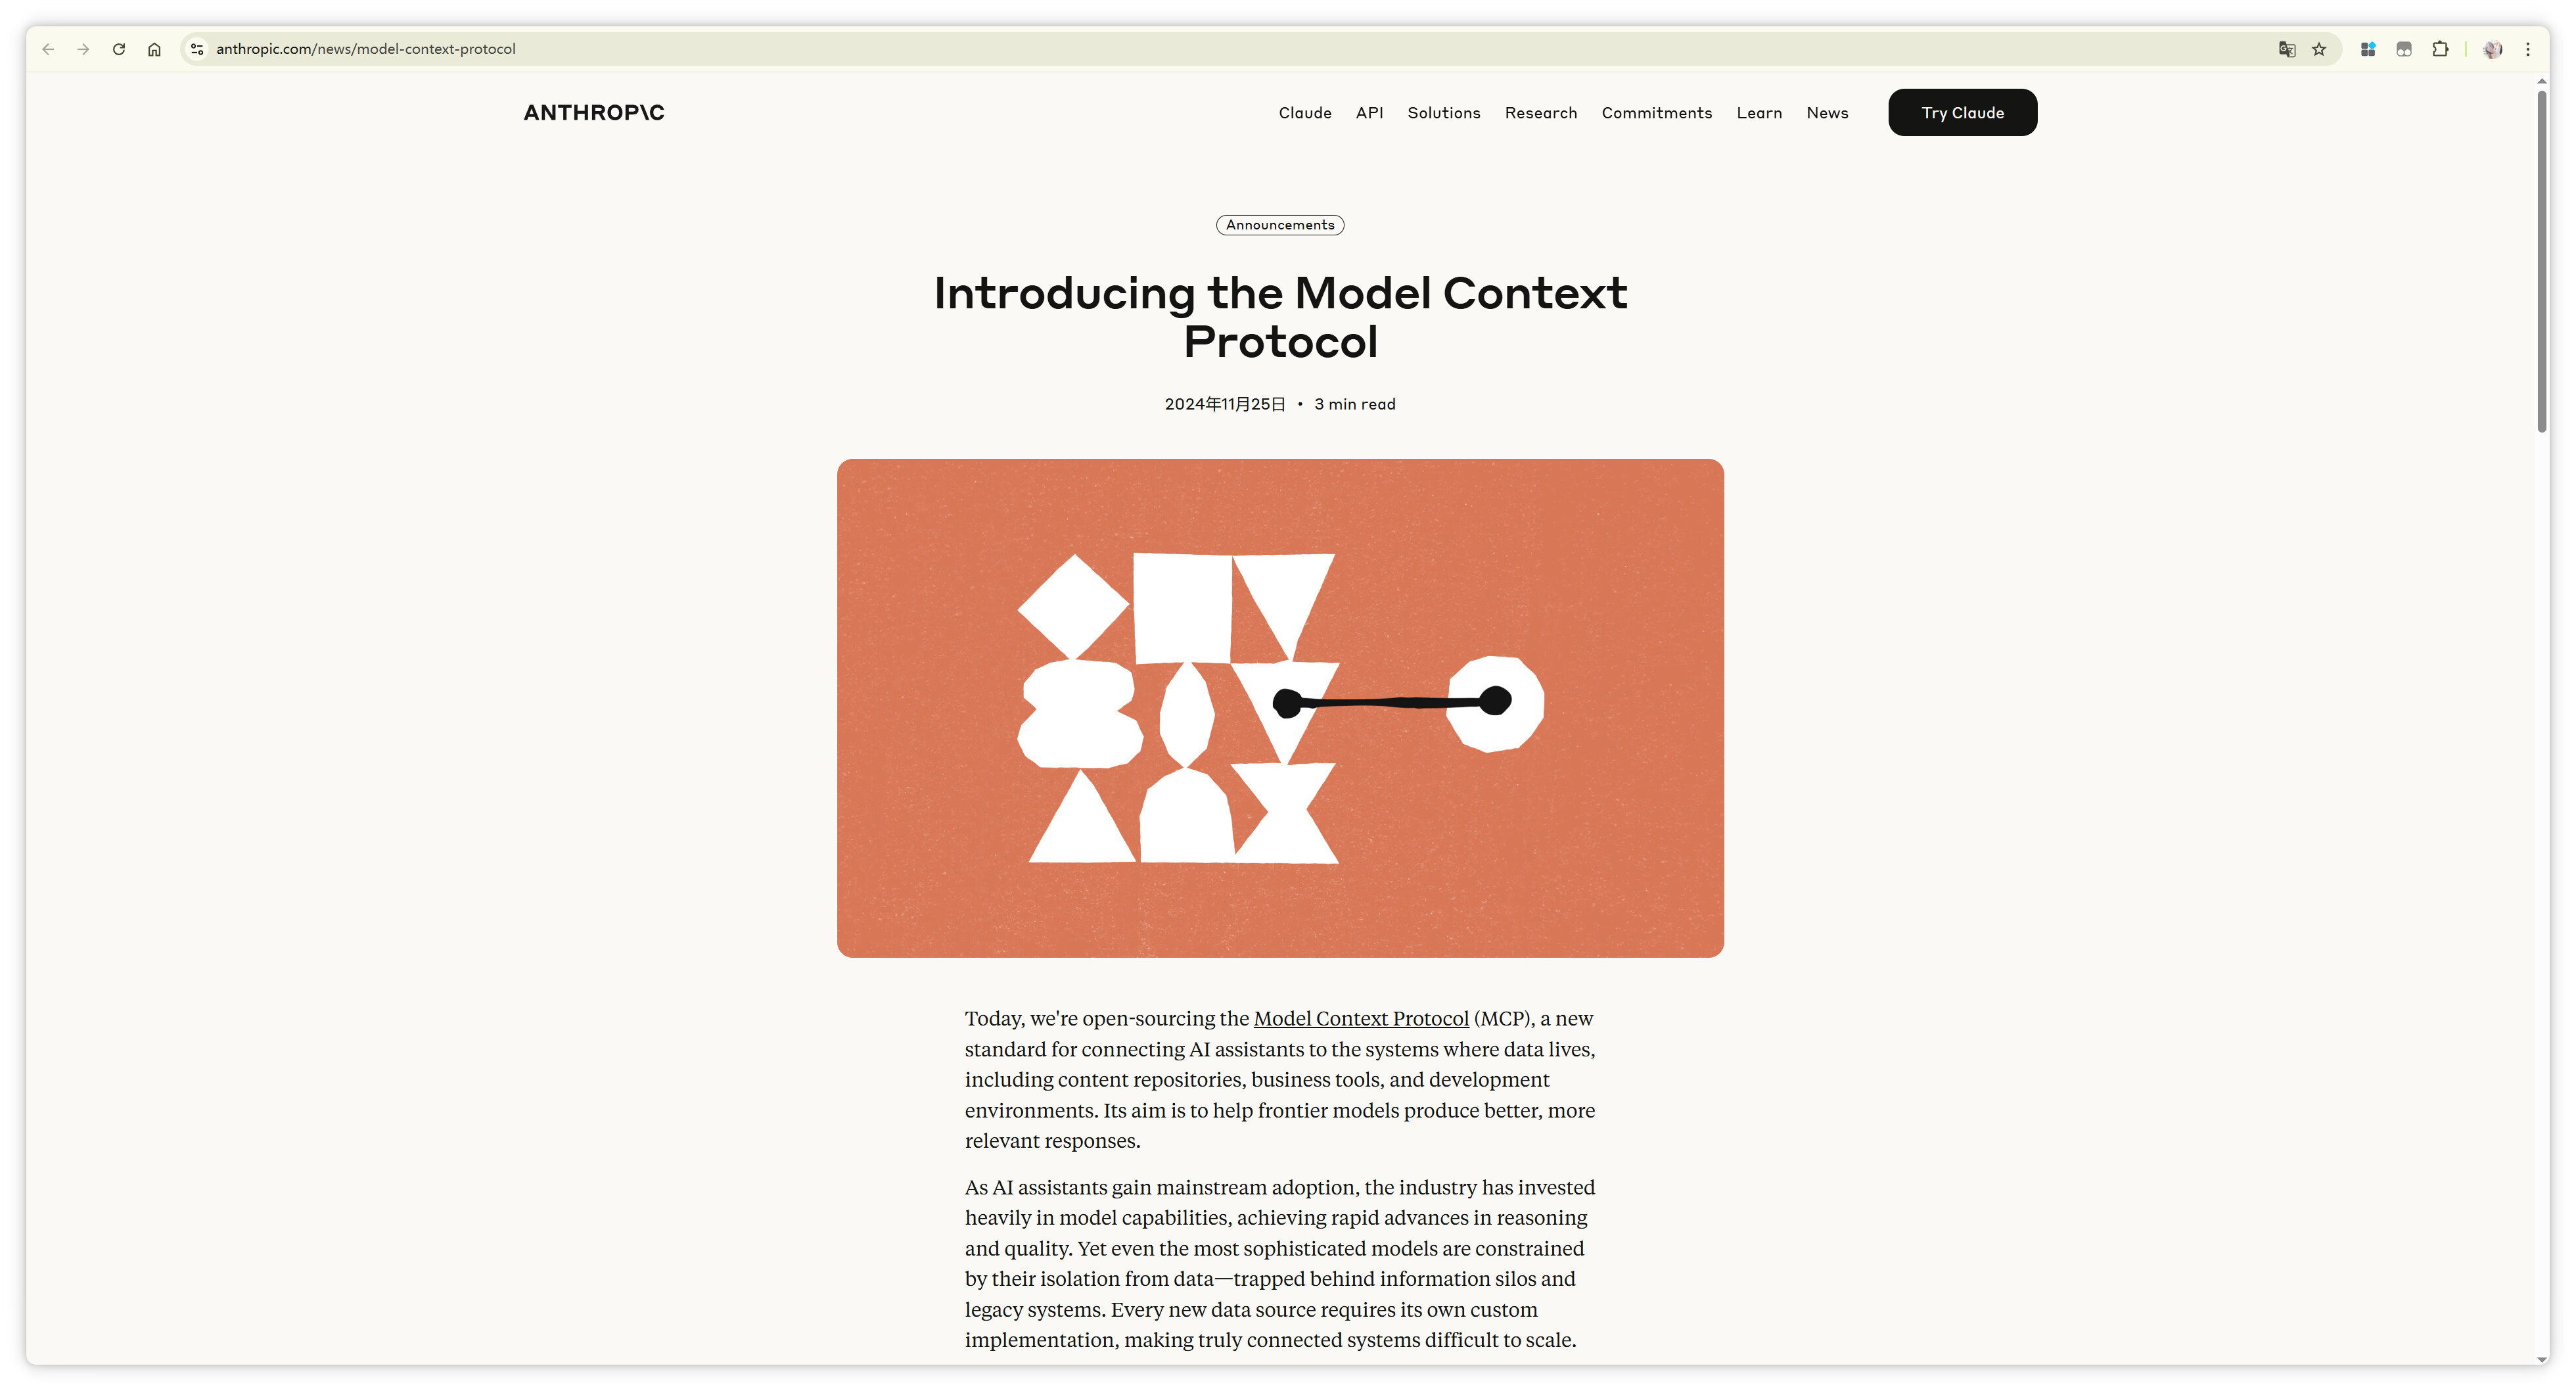 anthropic.com/news/model-context-protocol
ANTHROP\C
Claude API Solutions Research Commitments Learn News Try Claude
Announcements
Introducing the Model Context
Protocol
2024年11月25日 • 3 min read
Today, we're open-sourcing the Model Context Protocol (MCP), a new
standard for connecting AI assistants to the systems where data lives,
including content repositories, business tools, and development
environments. Its aim is to help frontier models produce better, more
relevant responses.
As AI assistants gain mainstream adoption, the industry has invested
heavily in model capabilities, achieving rapid advances in reasoning
and quality. Yet even the most sophisticated models are constrained
by their isolation from data—trapped behind information silos and
legacy systems. Every new data source requires its own custom
implementation, making truly connected systems difficult to scale.